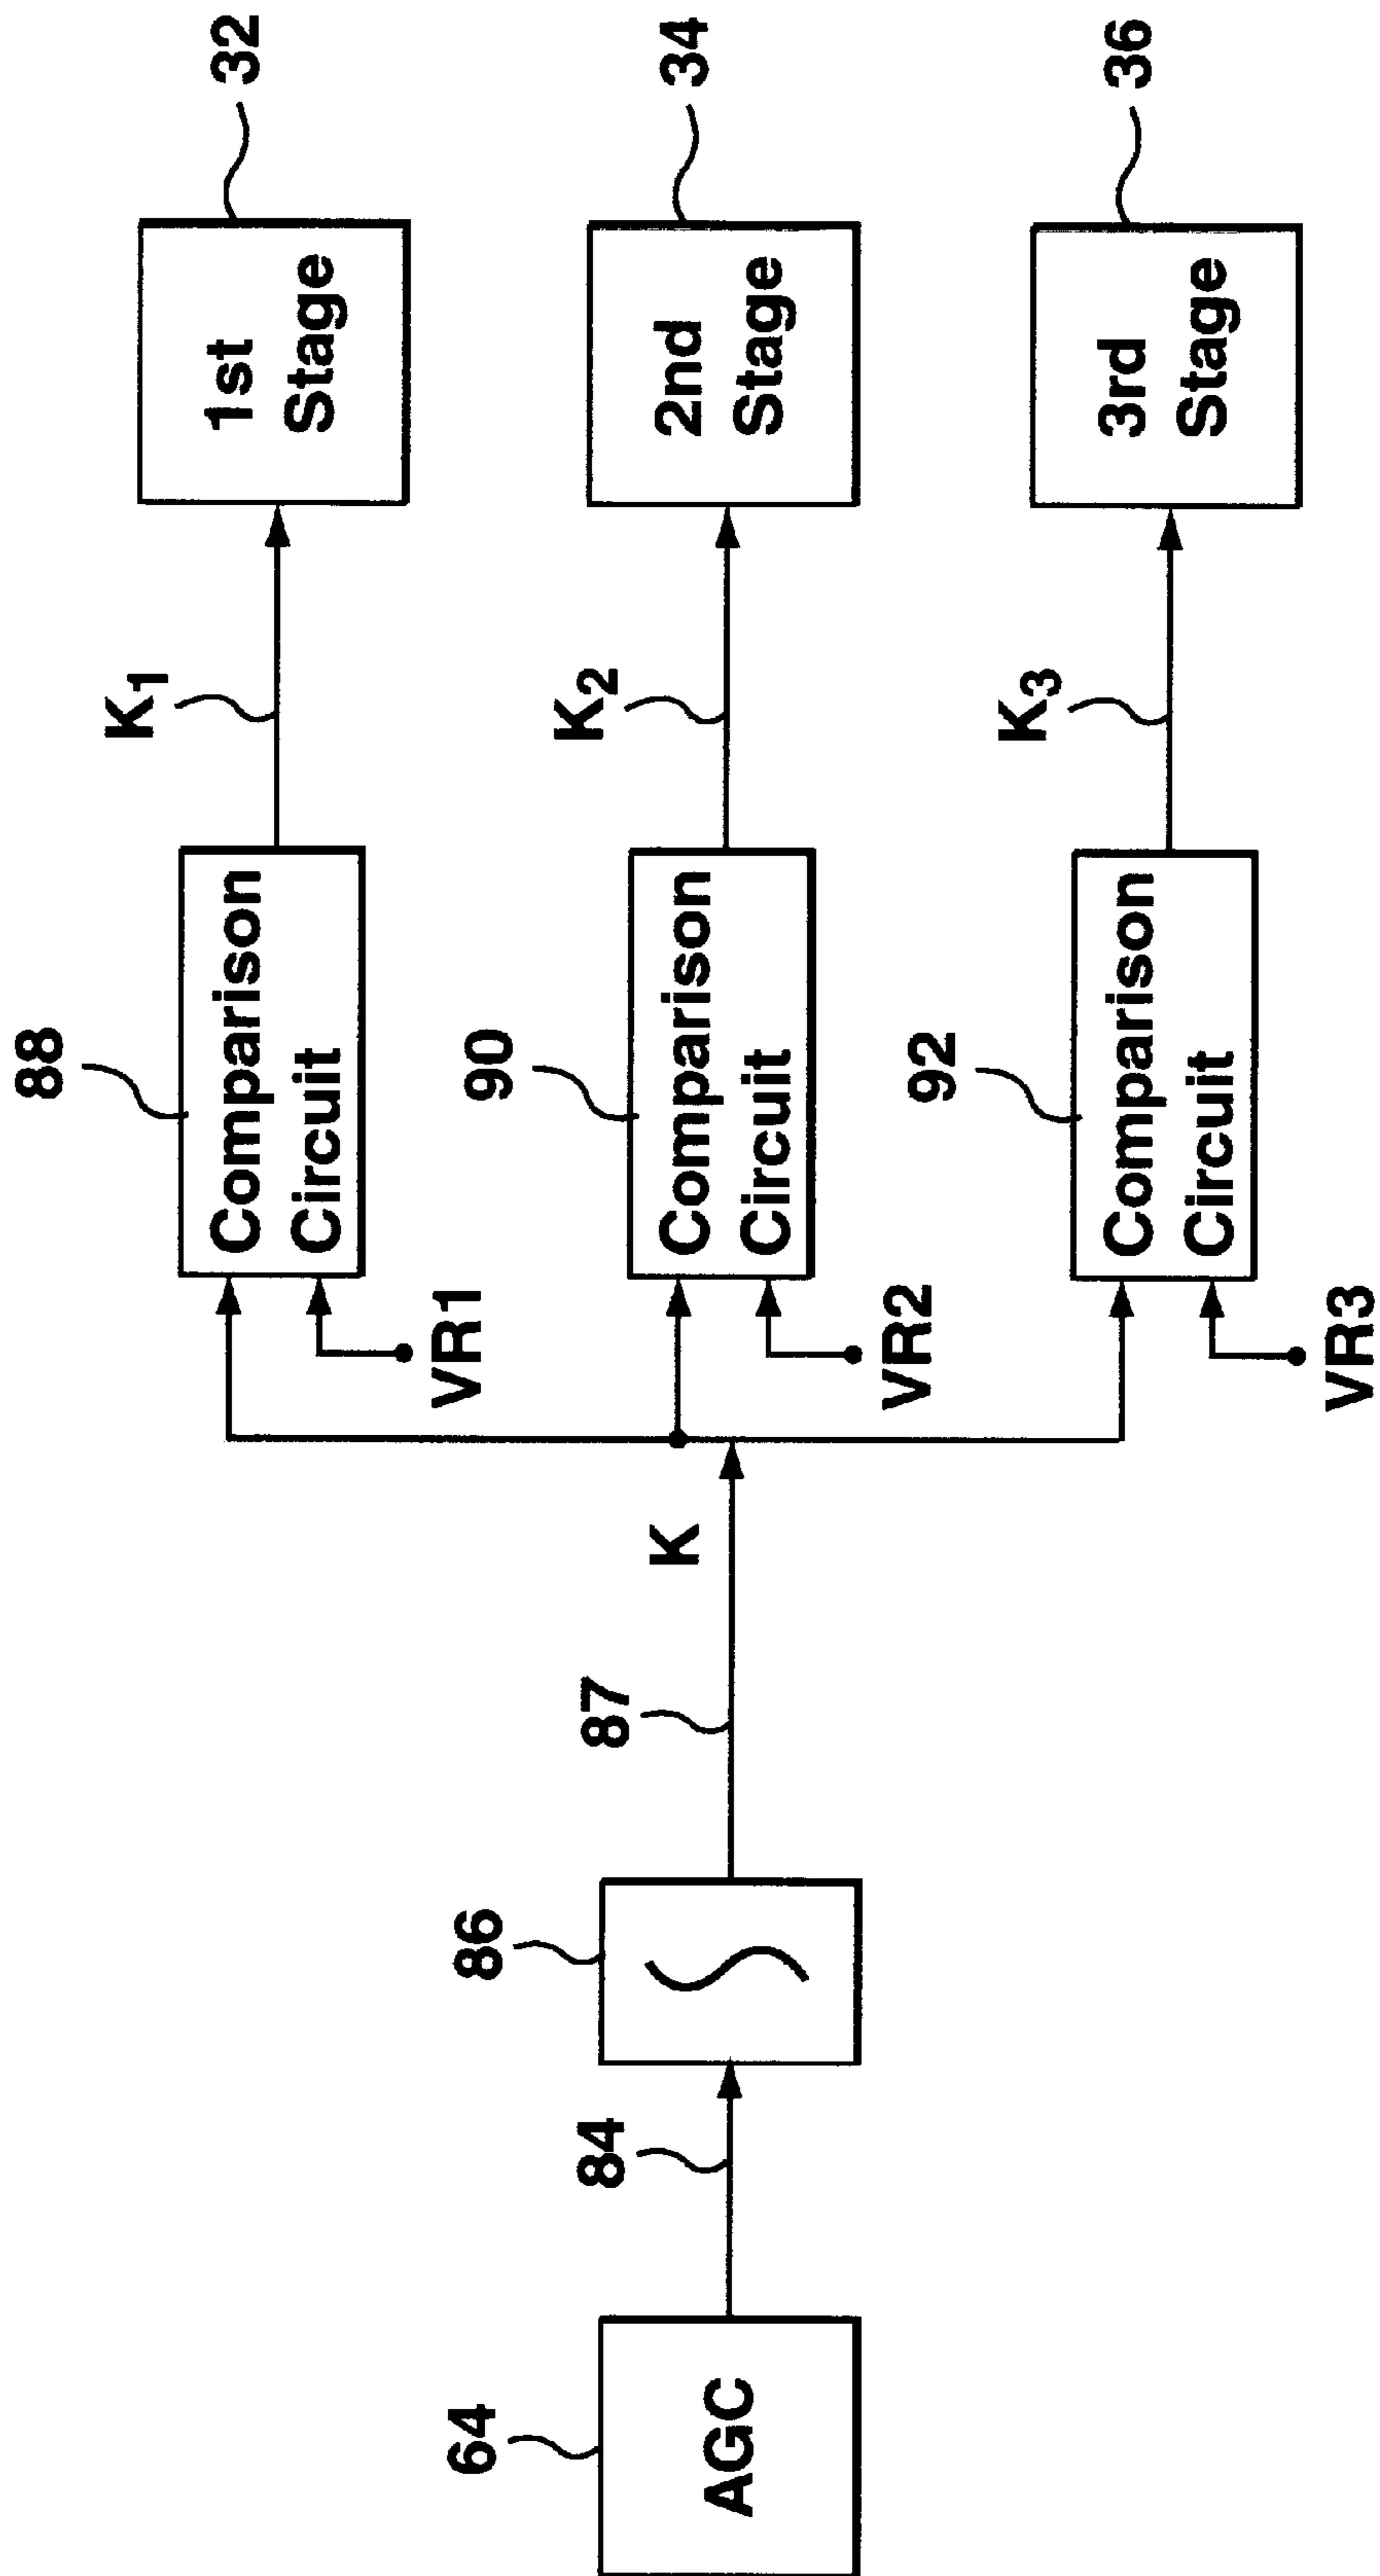 64
AGC
84
86
87
K
88
Comparison
Circuit
VR1
K1
1st
Stage
32
90
Comparison
Circuit
VR2
K2
2nd
Stage
34
92
Comparison
Circuit
VR3
K3
3rd
Stage
36